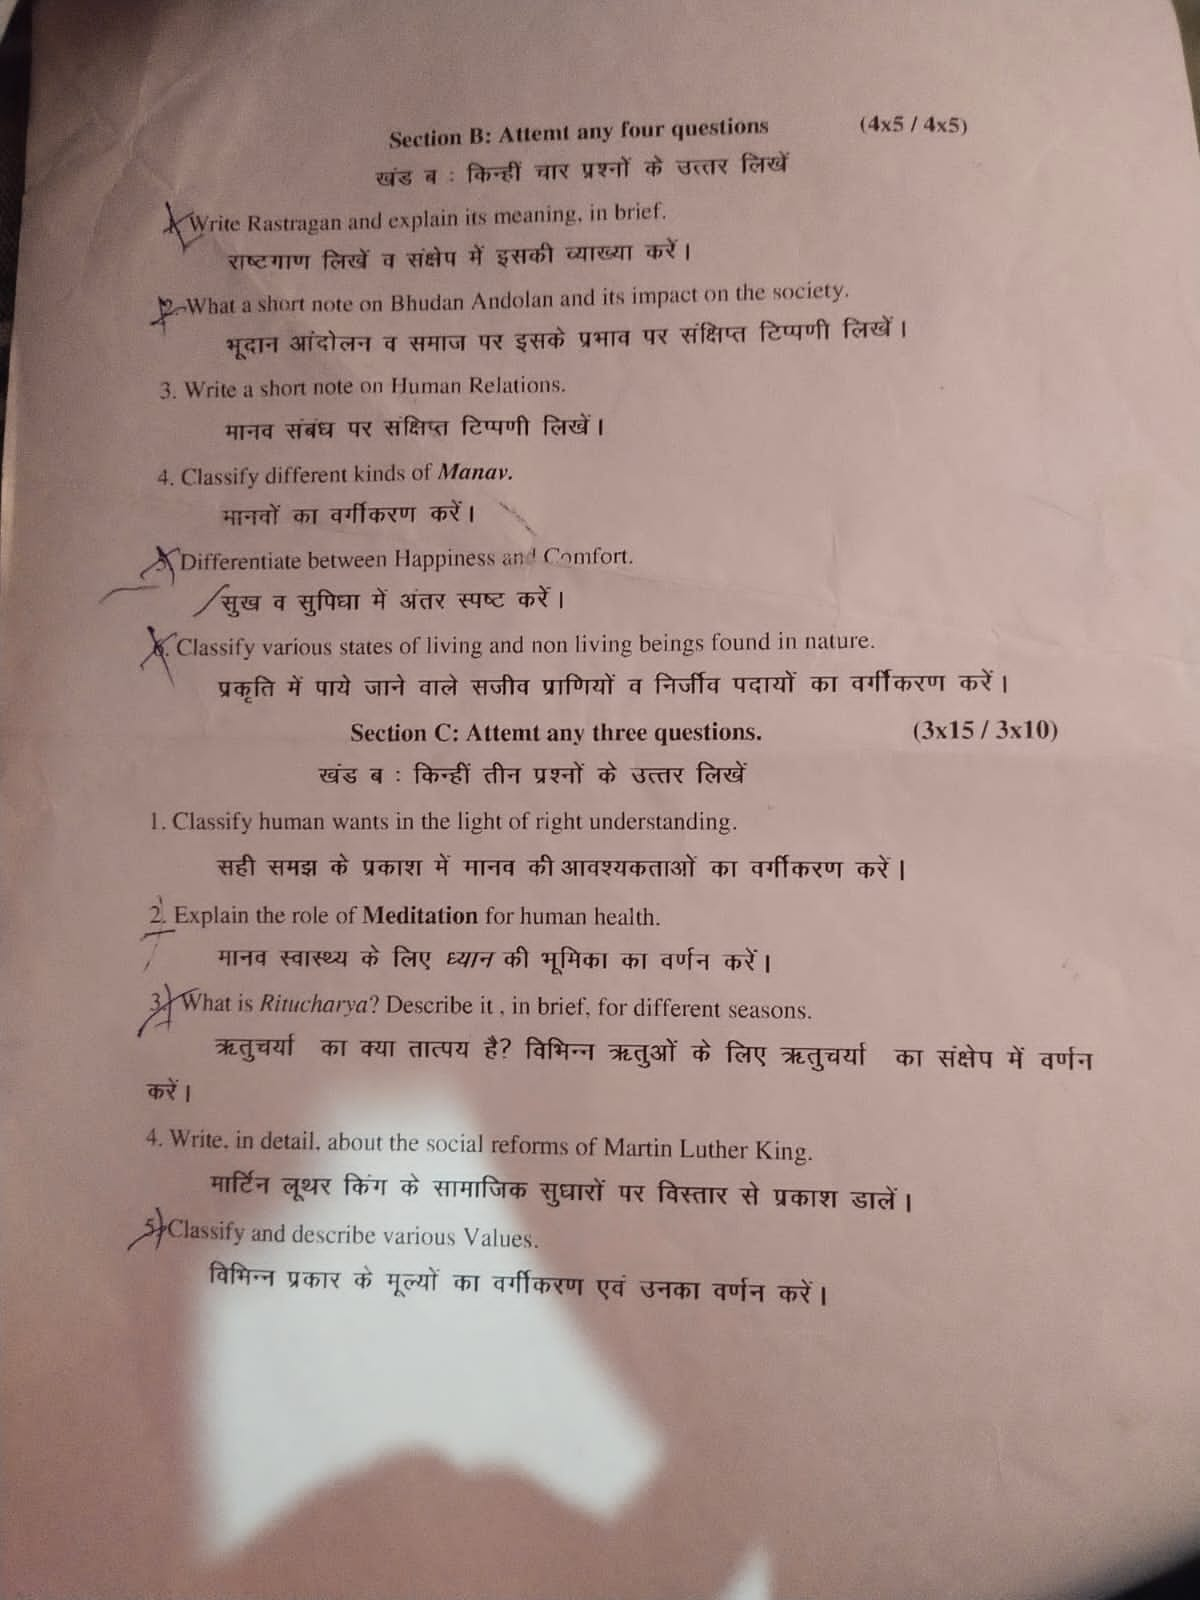 Section B: Attemt any four questions (4x5 / 4x5)
खंड ब : किन्हीं चार प्रश्नों के उत्तर लिखें
1. Write Rastragan and explain its meaning, in brief.
राष्टगाण लिखें व संक्षेप में इसकी व्याख्या करें।
2. What a short note on Bhudan Andolan and its impact on the society.
भूदान आंदोलन व समाज पर इसके प्रभाव पर संक्षिप्त टिप्पणी लिखें।
3. Write a short note on Human Relations.
मानव संबंध पर संक्षिप्त टिप्पणी लिखें।
4. Classify different kinds of Manav.
मानवों का वर्गीकरण करें।
5. Differentiate between Happiness and Comfort.
सुख व सुपिधा में अंतर स्पष्ट करें।
6. Classify various states of living and non living beings found in nature.
प्रकृति में पाये जाने वाले सजीव प्राणियों व निर्जीव पदायों का वर्गीकरण करें।
Section C: Attemt any three questions. (3x15 / 3x10)
खंड ब : किन्हीं तीन प्रश्नों के उत्तर लिखें
1. Classify human wants in the light of right understanding.
सही समझ के प्रकाश में मानव की आवश्यकताओं का वर्गीकरण करें।
2. Explain the role of Meditation for human health.
मानव स्वास्थ्य के लिए ध्यान की भूमिका का वर्णन करें।
3. What is Ritucharya? Describe it , in brief, for different seasons.
ऋतुचर्या का क्या तात्पय है? विभिन्न ऋतुओं के लिए ऋतुचर्या का संक्षेप में वर्णन
करें।
4. Write, in detail, about the social reforms of Martin Luther King.
मार्टिन लूथर किंग के सामाजिक सुधारों पर विस्तार से प्रकाश डालें।
5. Classify and describe various Values.
विभिन्न प्रकार के मूल्यों का वर्गीकरण एवं उनका वर्णन करें।